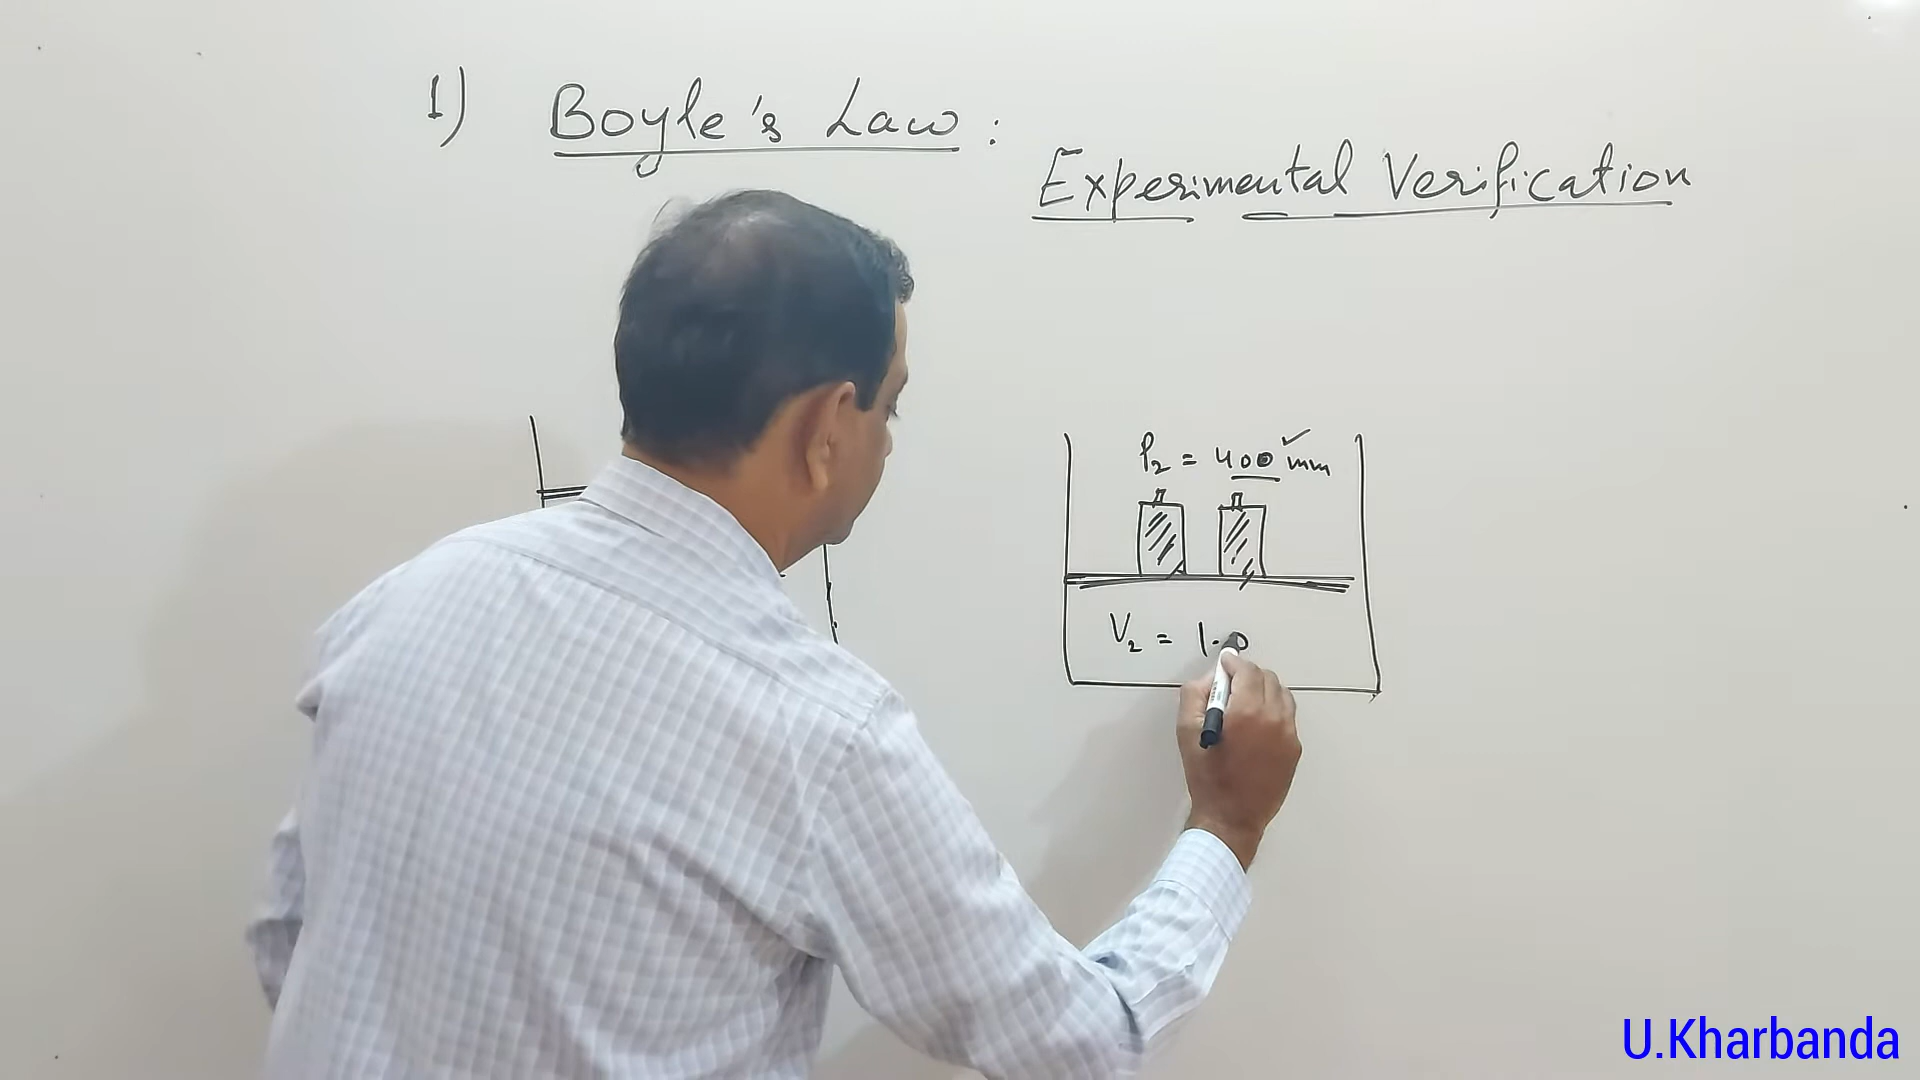 1) Boyle's Law :
Experimental Verification
P₂ = 400 ✓ mm
V₂ = 1.0
U.Kharbanda